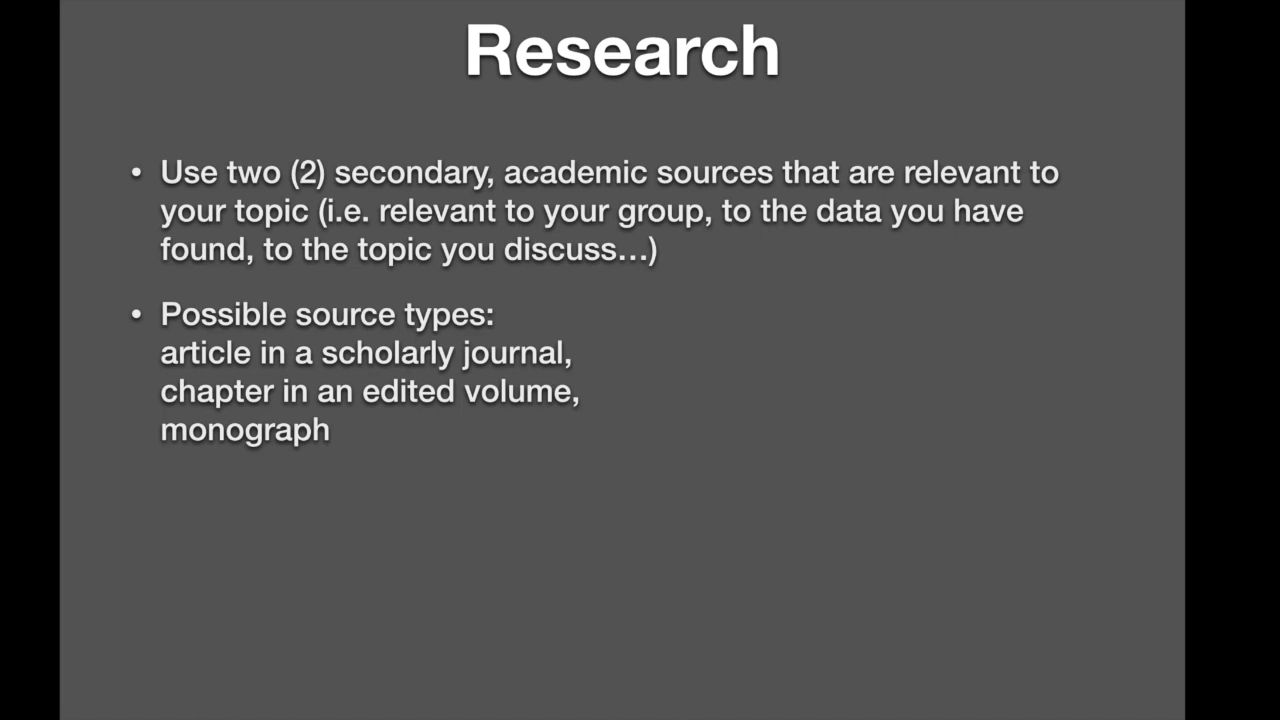 Research
• Use two (2) secondary, academic sources that are relevant to
your topic (i.e. relevant to your group, to the data you have
found, to the topic you discuss…)
• Possible source types:
article in a scholarly journal,
chapter in an edited volume,
monograph